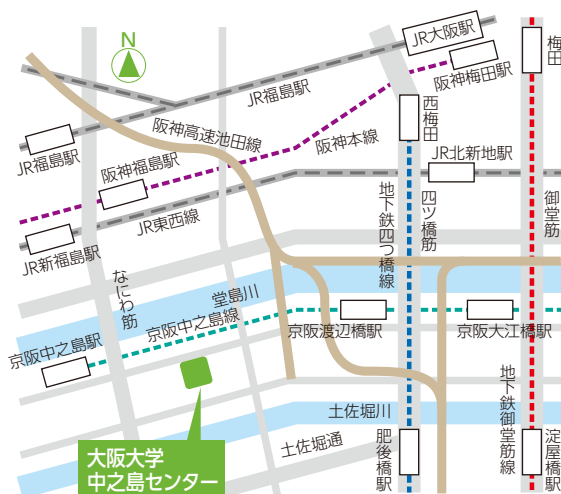 N
JR大阪駅
梅田
阪神梅田駅
JR福島駅
阪神高速池田線
西梅田
阪神本線
JR福島駅
阪神福島駅
JR北新地駅
JR東西線
JR新福島駅
地下鉄四つ橋線
四ツ橋筋
御堂筋
なにわ筋
堂島川
京阪中之島線
京阪中之島駅
京阪渡辺橋駅
京阪大江橋駅
地下鉄御堂筋線
土佐堀川
土佐堀通
肥後橋駅
淀屋橋駅
大阪大学
中之島センター